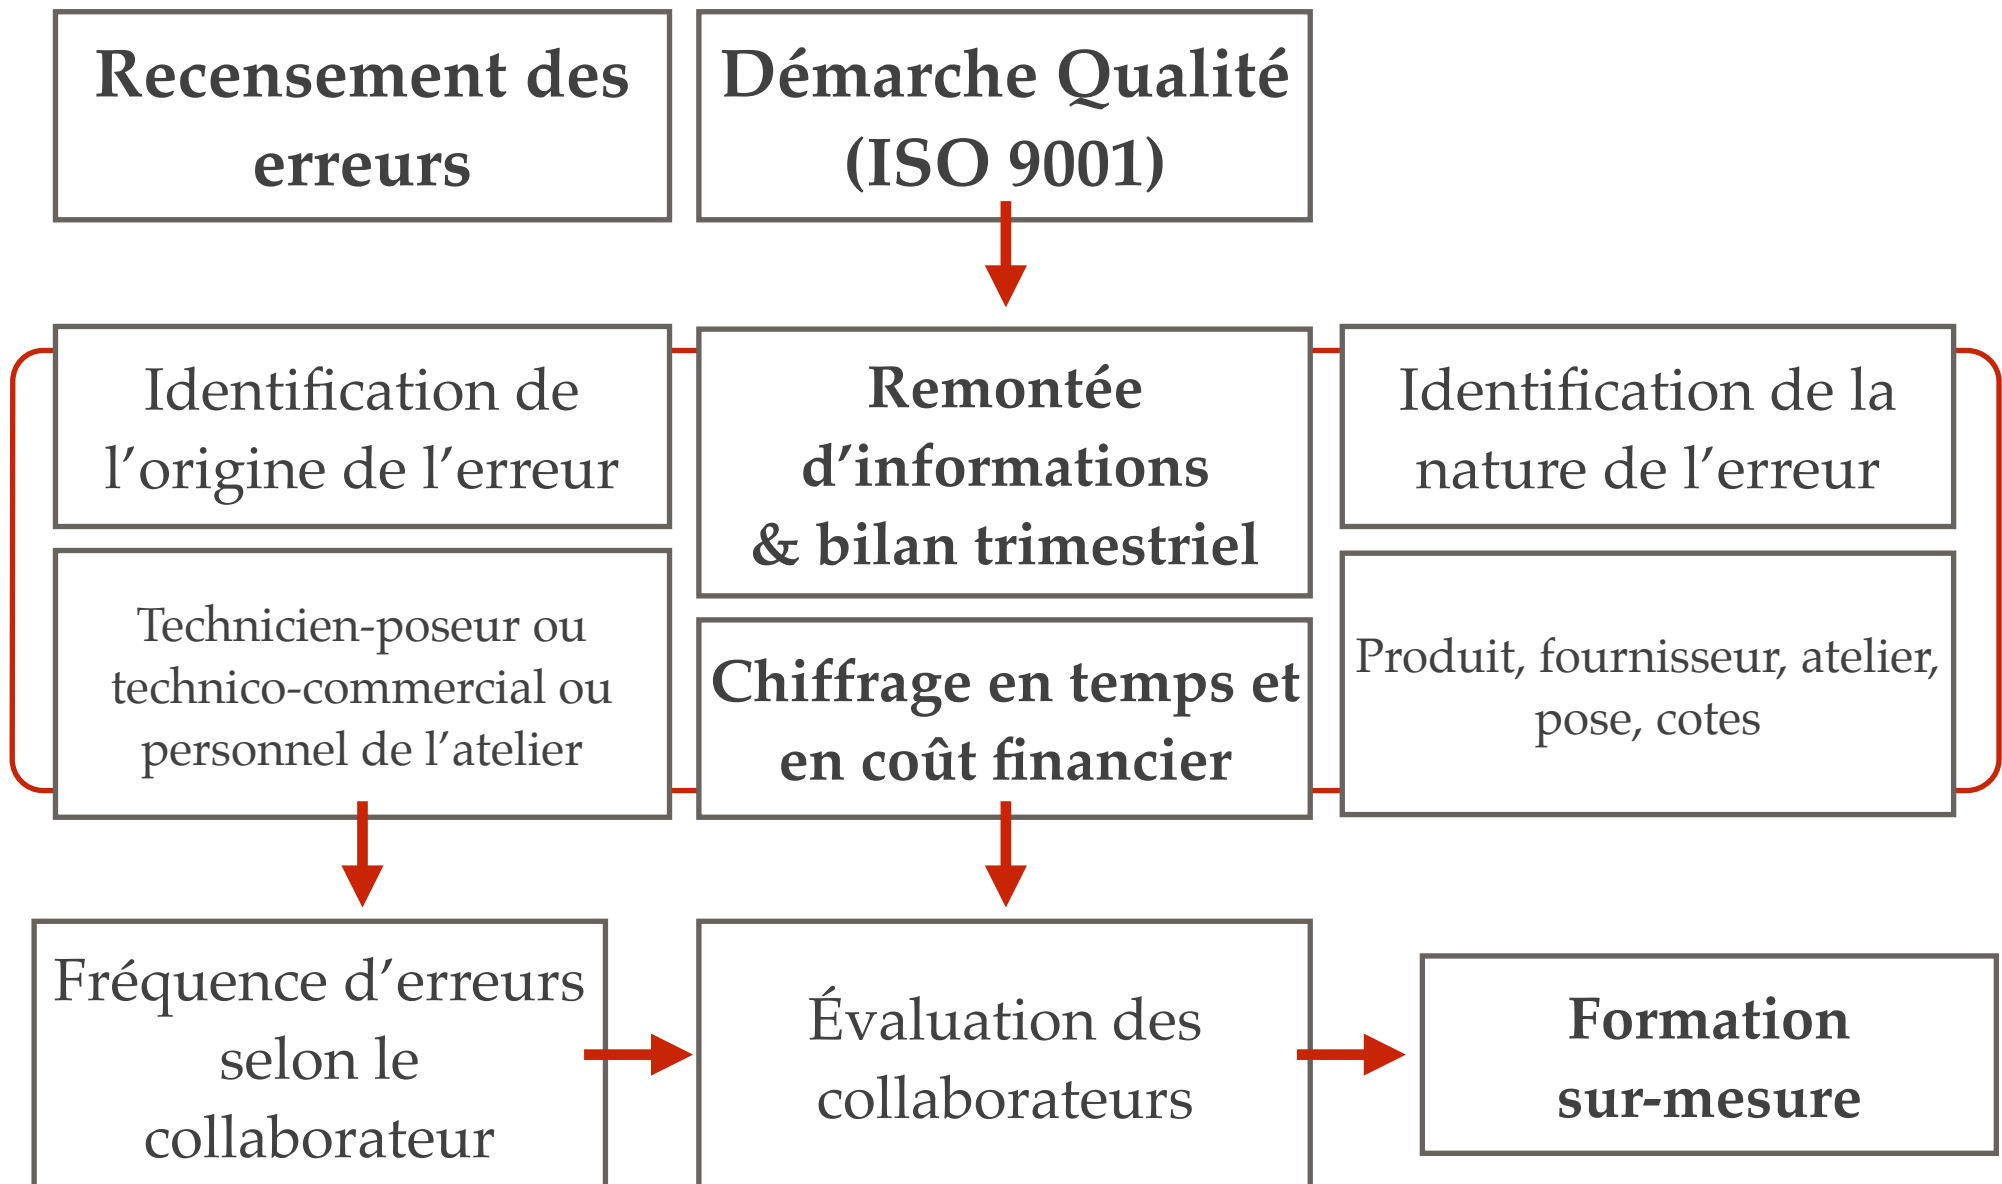 Recensement des
erreurs
Démarche Qualité
(ISO 9001)
Identification de
l’origine de l’erreur
Remontée
d’informations
& bilan trimestriel
Identification de la
nature de l’erreur
Technicien-poseur ou
technico-commercial ou
personnel de l’atelier
Chiffrage en temps et
en coût financier
Produit, fournisseur, atelier,
pose, cotes
Fréquence d’erreurs
selon le
collaborateur
Évaluation des
collaborateurs
Formation
sur-mesure